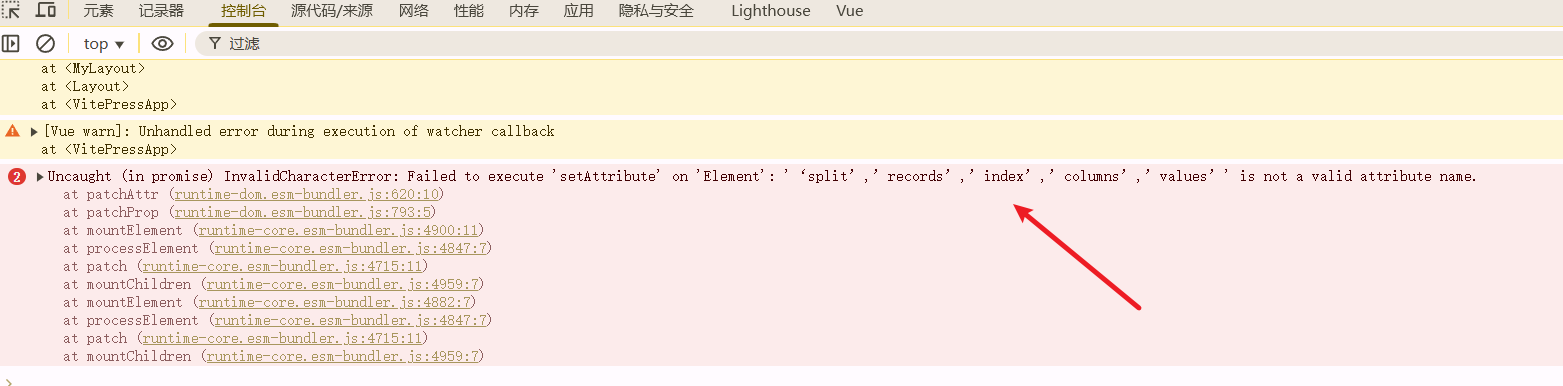 元素 记录器 控制台 源代码/来源 网络 性能 内存 应用 隐私与安全 Lighthouse Vue
top ▼ 过滤
at <MyLayout>
at <Layout>
at <VitePressApp>
[Vue warn]: Unhandled error during execution of watcher callback
at <VitePressApp>
2 Uncaught (in promise) InvalidCharacterError: Failed to execute 'setAttribute' on 'Element': ' ‘split’ ,’ records’ ,’ index’ ,’ columns’ ,’ values’ ' is not a valid attribute name.
at patchAttr (runtime-dom.esm-bundler.js:620:10)
at patchProp (runtime-dom.esm-bundler.js:793:5)
at mountElement (runtime-core.esm-bundler.js:4900:11)
at processElement (runtime-core.esm-bundler.js:4847:7)
at patch (runtime-core.esm-bundler.js:4715:11)
at mountChildren (runtime-core.esm-bundler.js:4959:7)
at mountElement (runtime-core.esm-bundler.js:4882:7)
at processElement (runtime-core.esm-bundler.js:4847:7)
at patch (runtime-core.esm-bundler.js:4715:11)
at mountChildren (runtime-core.esm-bundler.js:4959:7)